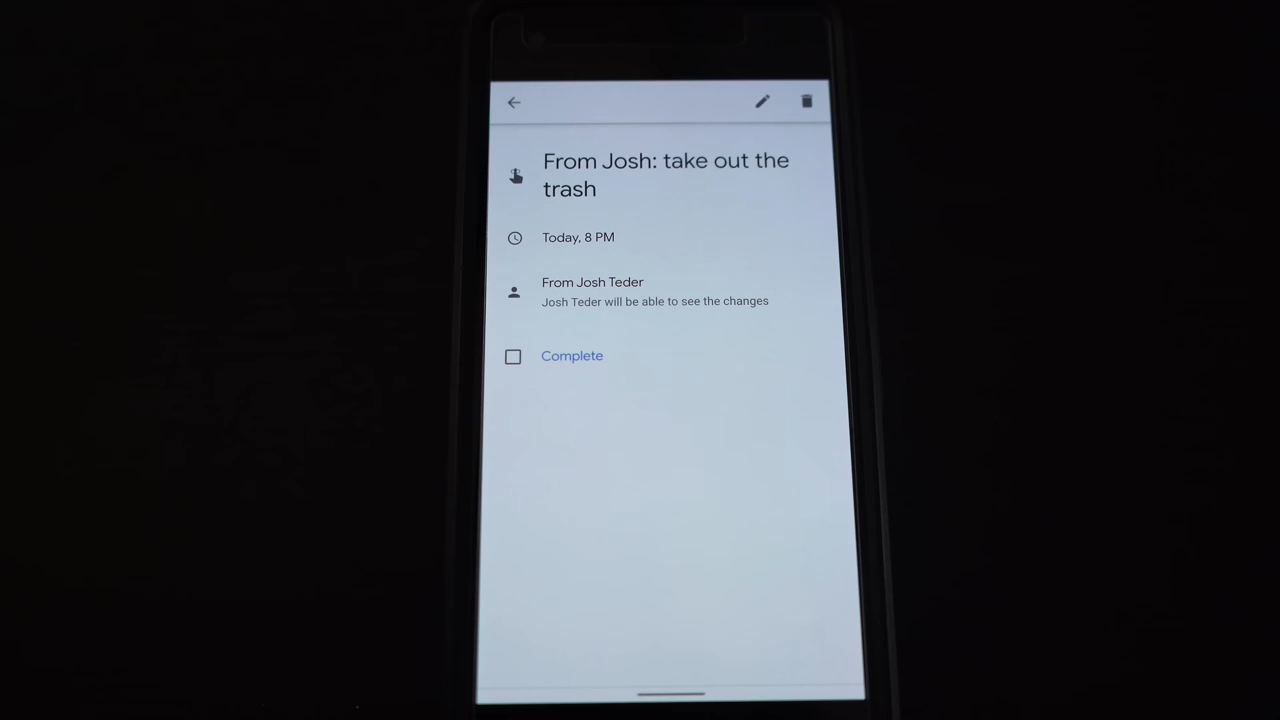 From Josh: take out the
trash
Today, 8 PM
From Josh Teder
Josh Teder will be able to see the changes
Complete